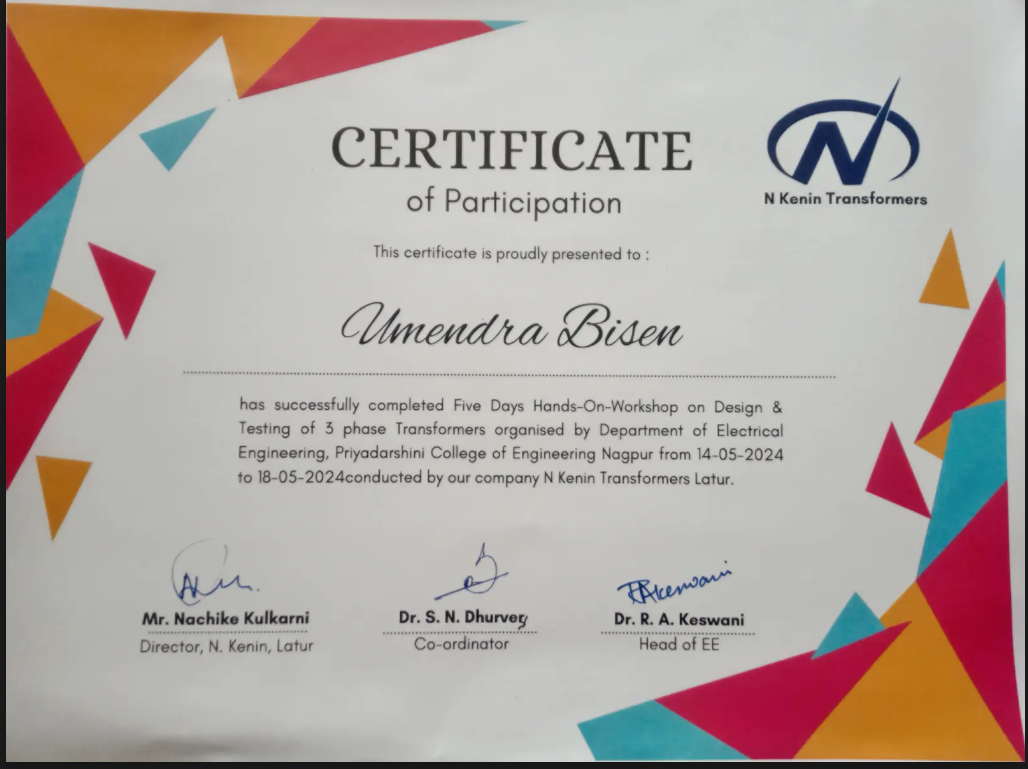 CERTIFICATE
of Participation
N Kenin Transformers
This certificate is proudly presented to :
Umendra Bisen
has successfully completed Five Days Hands-On-Workshop on Design &
Testing of 3 phase Transformers organised by Department of Electrical
Engineering, Priyadarshini College of Engineering Nagpur from 14-05-2024
to 18-05-2024conducted by our company N Kenin Transformers Latur.
RAkeswani
Mr. Nachike Kulkarni
Dr. S. N. Dhurvey
Dr. R. A. Keswani
Director, N. Kenin, Latur
Co-ordinator
Head of EE